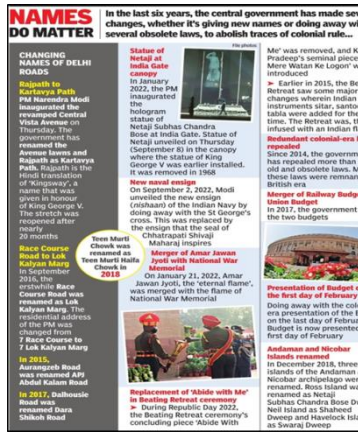 NAMES
DO MATTER
In the last six years, the central government has made sev
changes, whether it's giving new names or doing away wi
several obsolete laws, to abolish traces of colonial rule...
CHANGING
NAMES OF DELHI
ROADS
Rajpath to
Kartavya Path
PM Narendra Modi
inaugurated the
revamped Central
Vista Avenue on
Thursday. The
government has
renamed the
Avenue lawns and
Rajpath as Kartavya
Path. Rajpath is the
Hindi translation
of 'Kingsway', a
name that was
given in honour
of King George V.
The stretch was
reopened after
nearly
20 months
Race Course
Road to Lok
Kalyan Marg
In September
2016, the
erstwhile Race
Course Road was
renamed as Lok
Kalyan Marg. The
residential address
of the PM was
changed from
7 Race Course to
7 Lok Kalyan Marg
In 2015,
Aurangzeb Road
was renamed APJ
Abdul Kalam Road
In 2017, Dalhousie
Road was
renamed Dara
Shikoh Road
Teen Murti
Chowk was
renamed as
Teen Murti Haifa
Chowk in
2018
File photos
Statue of
Netaji at
India Gate
canopy
In January
2022, the PM
inaugurated
the
hologram
statue of
Netaji Subhas Chandra
Bose at India Gate. Statue of
Netaji unveiled on Thursday
(September 8) in the canopy
where the statue of King
George V was earlier installed.
It was removed in 1968
New naval ensign
On September 2, 2022, Modi
unveiled the new ensign
(nishaan) of the Indian Navy by
doing away with the St George's
cross. This was replaced by
the ensign that the seal of
Chhatrapati Shivaji
Maharaj inspires
Merger of Amar Jawan
Jyoti with National War
Memorial
On January 21, 2022, Amar
Jawan Jyoti, the 'eternal flame',
was merged with the flame of
National War Memorial
Replacement of 'Abide with Me'
in Beating Retreat ceremony
➤ During Republic Day 2022,
the Beating Retreat ceremony's
concluding piece 'Abide With
Me' was removed, and K
Pradeep's seminal piece
Mere Watan Ke Logon' w
introduced
➤ Earlier in 2015, the Be
Retreat saw some major
changes wherein Indian
instruments sitar, santo
tabla were added for the
time. The Retreat was, th
infused with an Indian fl
Redundant colonial-era l
repealed
Since 2014, the governm
has repealed more than
old and obsolete laws. M
these laws were remnan
British era
Merger of Railway Budge
Union Budget
In 2017, the government
the two budgets
Presentation of Budget o
the first day of February
Doing away with the colo
era presentation of the B
on the last day of Februa
Budget is now presented
first day of February
Andaman and Nicobar
Islands renamed
In December 2018, three
islands of the Andaman
Nicobar archipelago wer
renamed. Ross Island wa
renamed as Netaji
Subhas Chandra Bose Dw
Neil Island as Shaheed
Dweep and Havelock Isla
as Swaraj Dweep